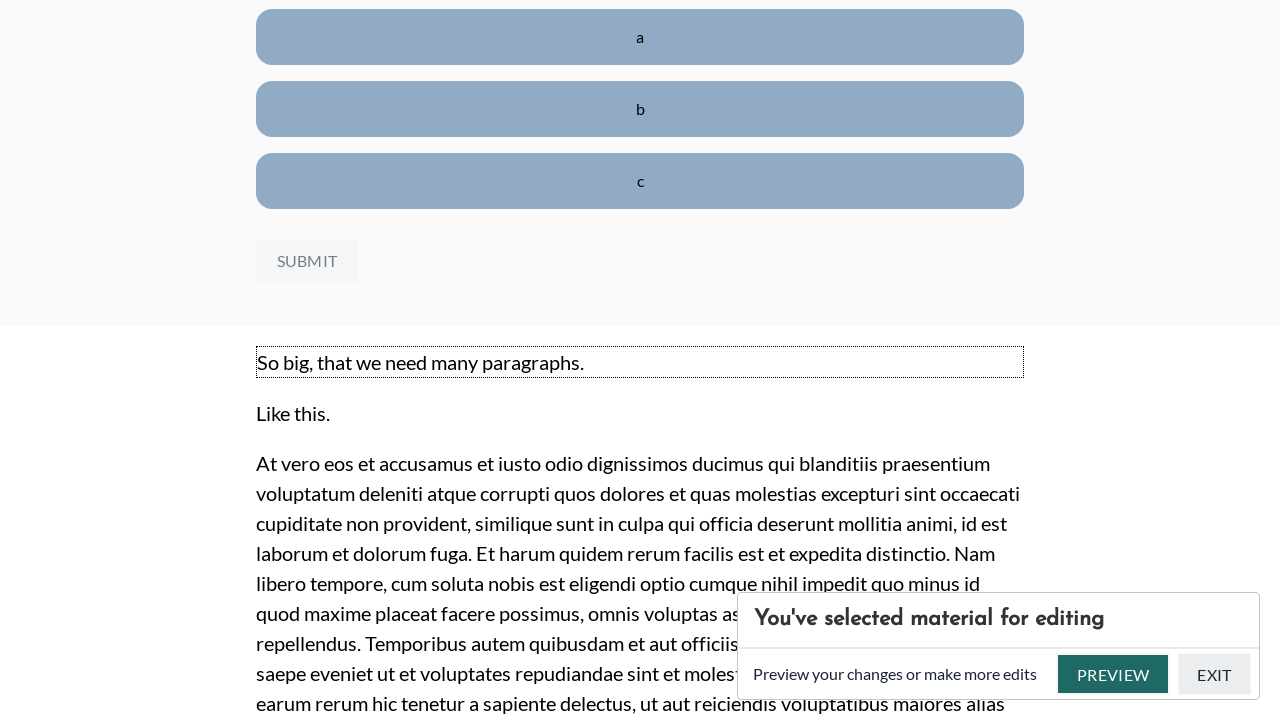 a
b
c
SUBMIT
So big, that we need many paragraphs.
Like this.
At vero eos et accusamus et iusto odio dignissimos ducimus qui blanditiis praesentium
voluptatum deleniti atque corrupti quos dolores et quas molestias excepturi sint occaecati
cupiditate non provident, similique sunt in culpa qui officia deserunt mollitia animi, id est
laborum et dolorum fuga. Et harum quidem rerum facilis est et expedita distinctio. Nam
libero tempore, cum soluta nobis est eligendi optio cumque nihil impedit quo minus id
quod maxime placeat facere possimus, omnis voluptas
repellendus. Temporibus autem quibusdam et aut
saepe eveniet ut et voluptates repudiandae sint et
earum rerum hic tenetur a sapiente delectus, ut aut reiciendis voluptatibus maiores alias
You've selected material for editing
Preview your changes or make more edits
PREVIEW
EXIT